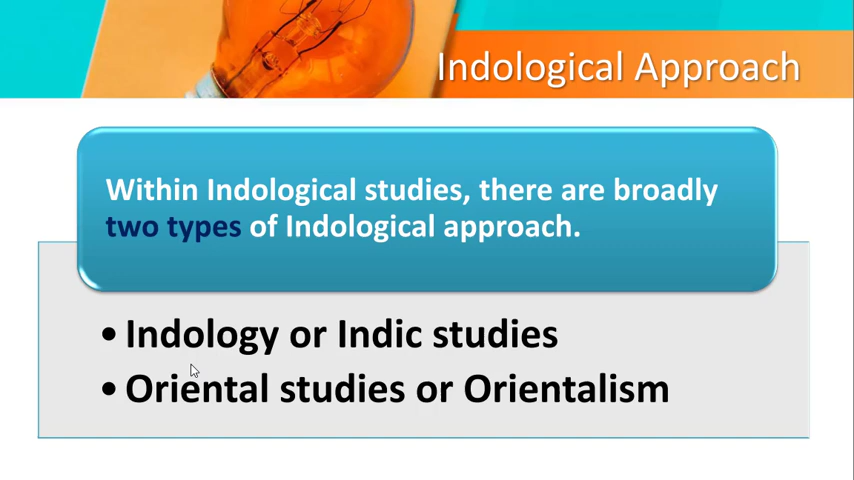 Indological Approach
Within Indological studies, there are broadly
two types of Indological approach.
• Indology or Indic studies
• Oriental studies or Orientalism